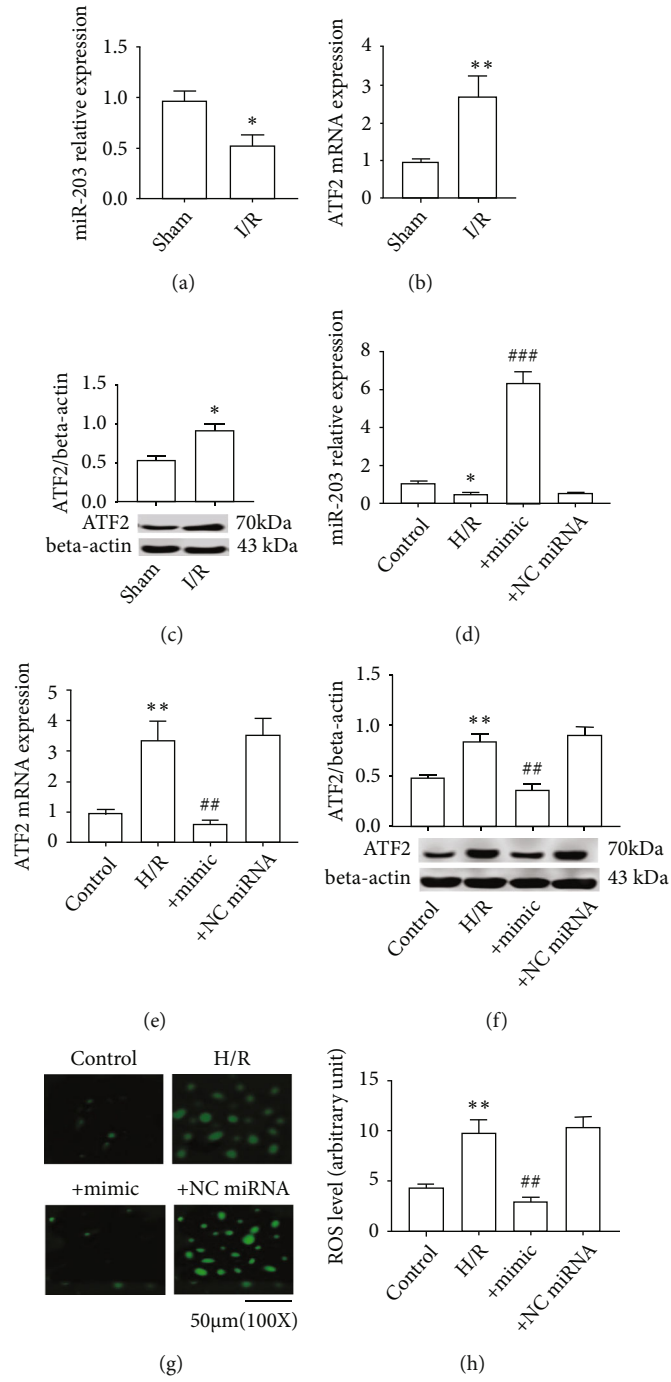 miR-203 relative expression
1.5
1.0
0.5
0.0
*
Sham
I/R
(a)
ATF2 mRNA expression
4
3
2
1
0
**
Sham
I/R
(b)
ATF2/beta-actin
1.5
1.0
0.5
0.0
*
ATF2
70kDa
beta-actin
43 kDa
Sham
I/R
(c)
miR-203 relative expression
8
6
4
2
0
*
###
Control
H/R
+mimic
+NC miRNA
(d)
ATF2 mRNA expression
5
4
3
2
1
0
**
##
Control
H/R
+mimic
+NC miRNA
(e)
ATF2/beta-actin
1.5
1.0
0.5
0.0
**
##
ATF2
70kDa
beta-actin
43 kDa
Control
H/R
+mimic
+NC miRNA
(f)
Control
H/R
+mimic
+NC miRNA
50μm(100X)
(g)
ROS level (arbitrary unit)
15
10
5
0
**
##
Control
H/R
+mimic
+NC miRNA
(h)